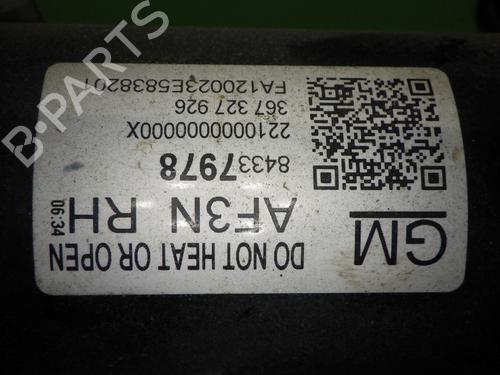 GM
DO NOT HEAT OR OPEN
AF3N RH
06:34
84337978
2210000000000X
367 327 926
FA120023E5838201
B-PARTS